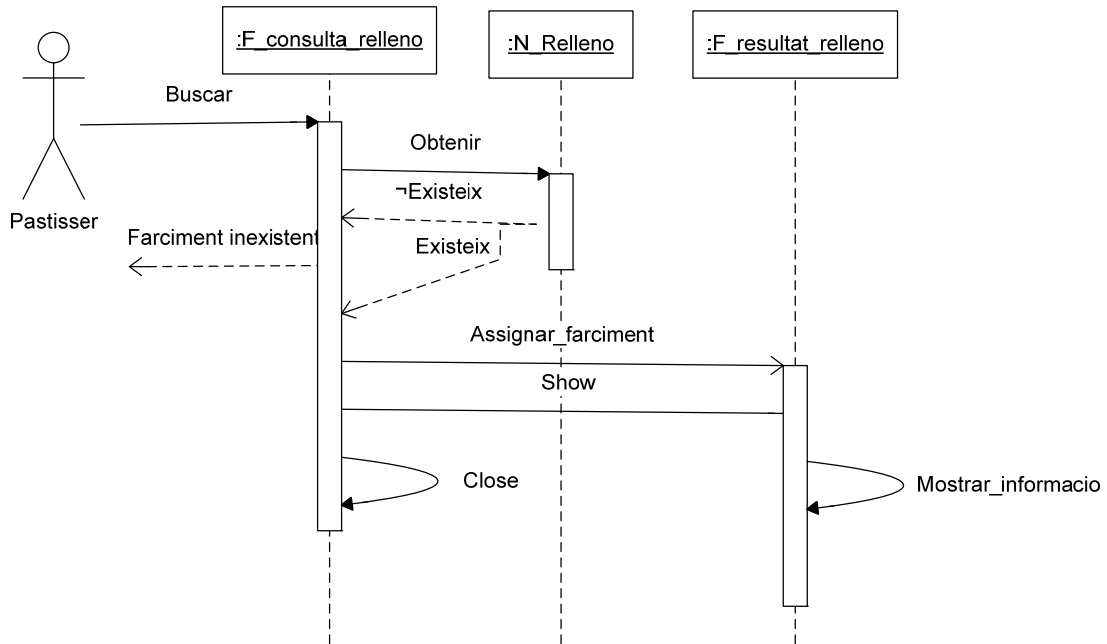 :F_consulta_relleno
:N_Relleno
:F_resultat_relleno
Buscar
Obtenir
¬Existeix
Pastisser
Farciment inexistent
Existeix
Assignar_farciment
Show
Close
Mostrar_informacio